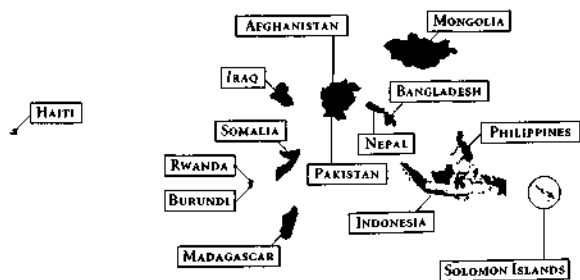 AFGHANISTAN
MONGOLIA
IRAQ
BANGLADESH
HAITI
SOMALIA
NEPAL
PHILIPPINES
RWANDA
PAKISTAN
BURUNDI
INDONESIA
MADAGASCAR
SOLOMON ISLANDS